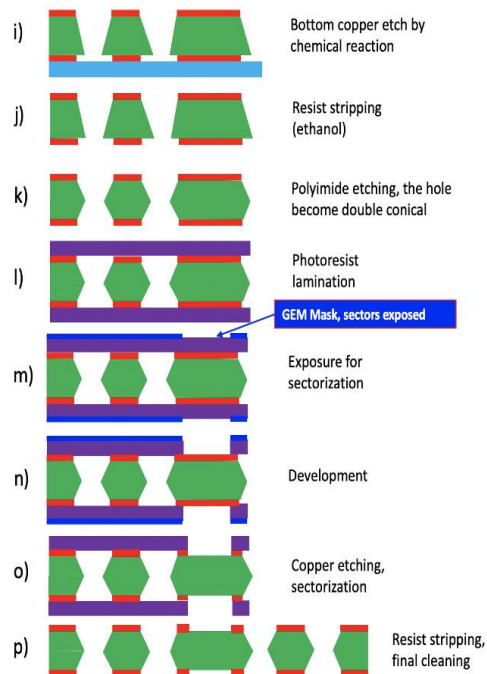 i)
Bottom copper etch by
chemical reaction
j)
Resist stripping
(ethanol)
k)
Polyimide etching, the hole
become double conical
l)
Photoresist
lamination
GEM Mask, sectors exposed
m)
Exposure for
sectorization
n)
Development
o)
Copper etching,
sectorization
p)
Resist stripping,
final cleaning